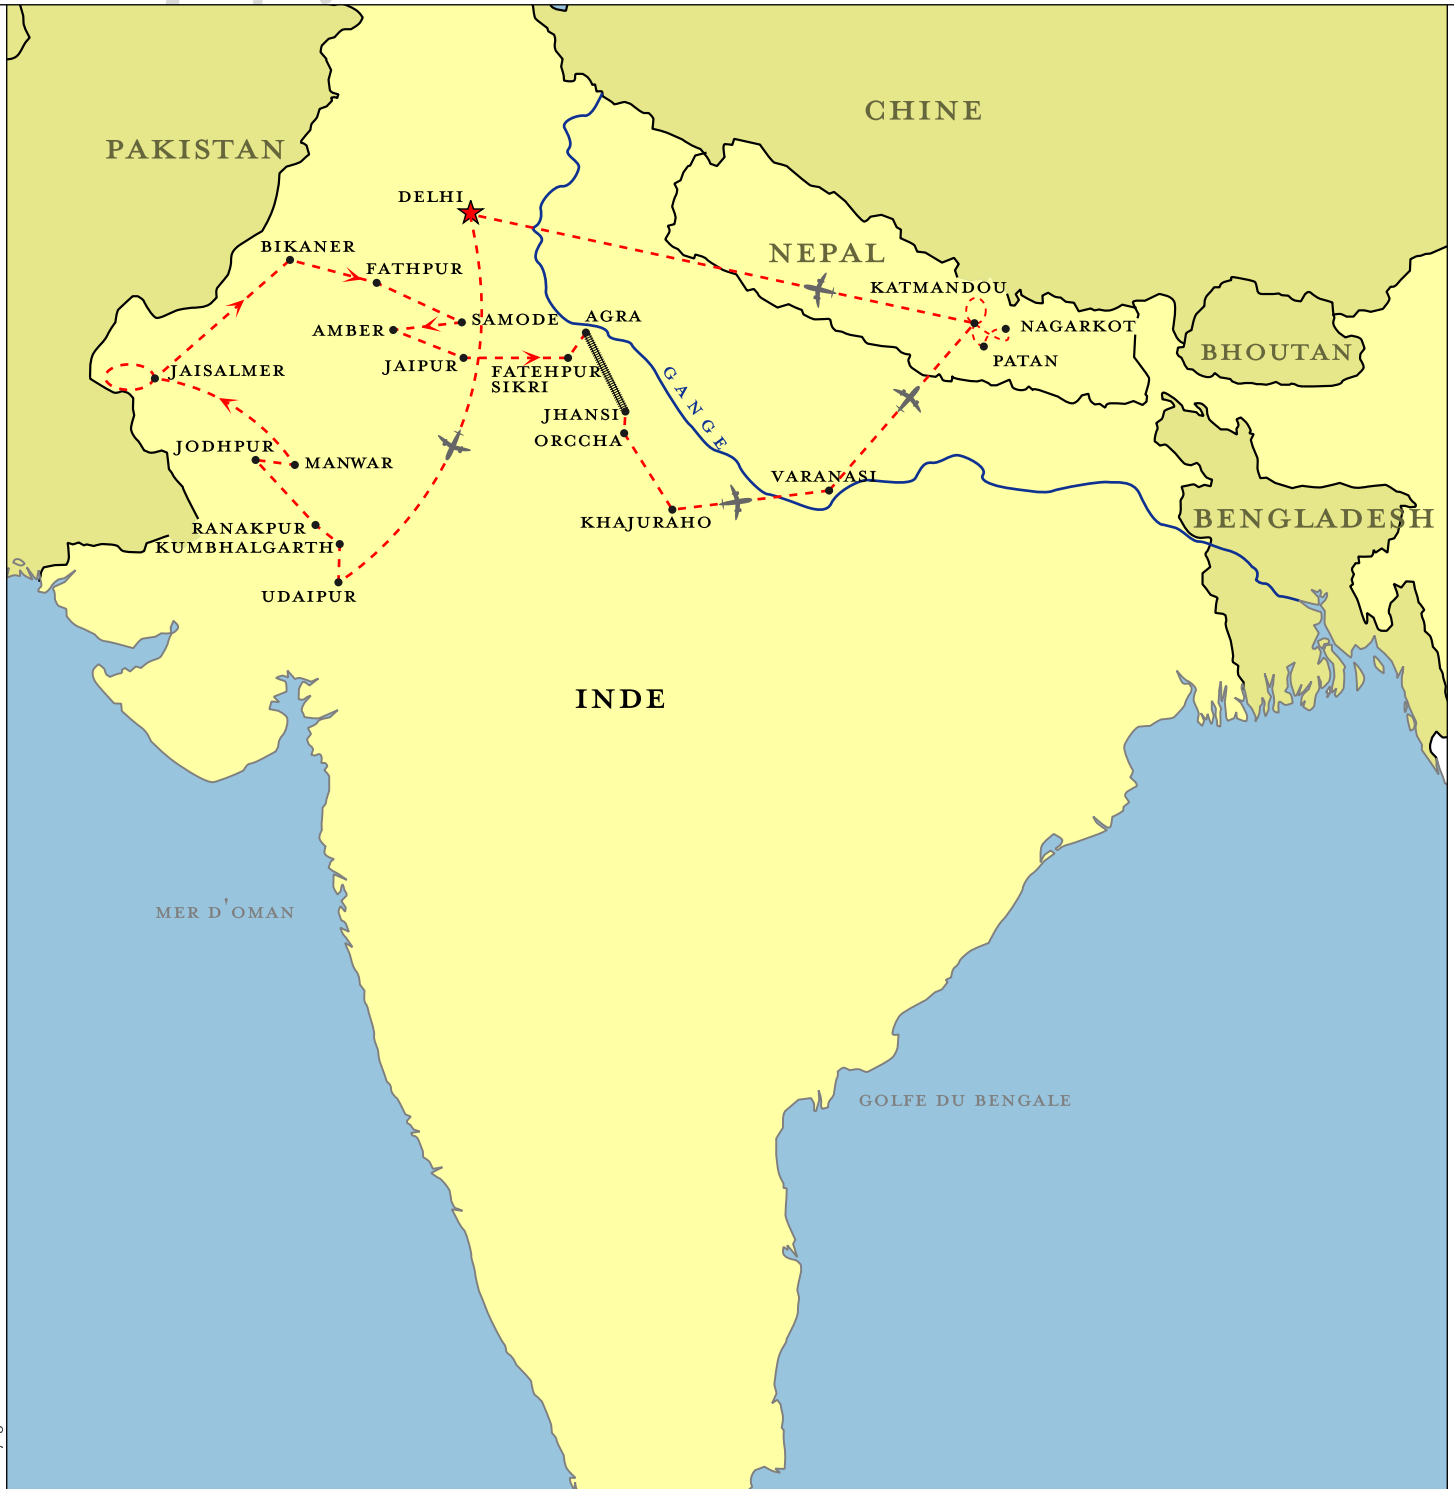 CHINE
PAKISTAN
DELHI
BIKANER
NEPAL
FATHPUR
KATMANDOU
SAMODE
AGRA
AMBER
NAGARKOT
BHOUTAN
PATAN
JAIPUR
JAISALMER
FATEHPUR
SIKRI
GANGE
JHANSI
ORCCHA
JODHPUR
MANWAR
VARANASI
KHAJURAHO
BENGLADESH
RANAKPUR
KUMBHALGARTH
UDAIPUR
INDE
MER D'OMAN
GOLFE DU BENGALE